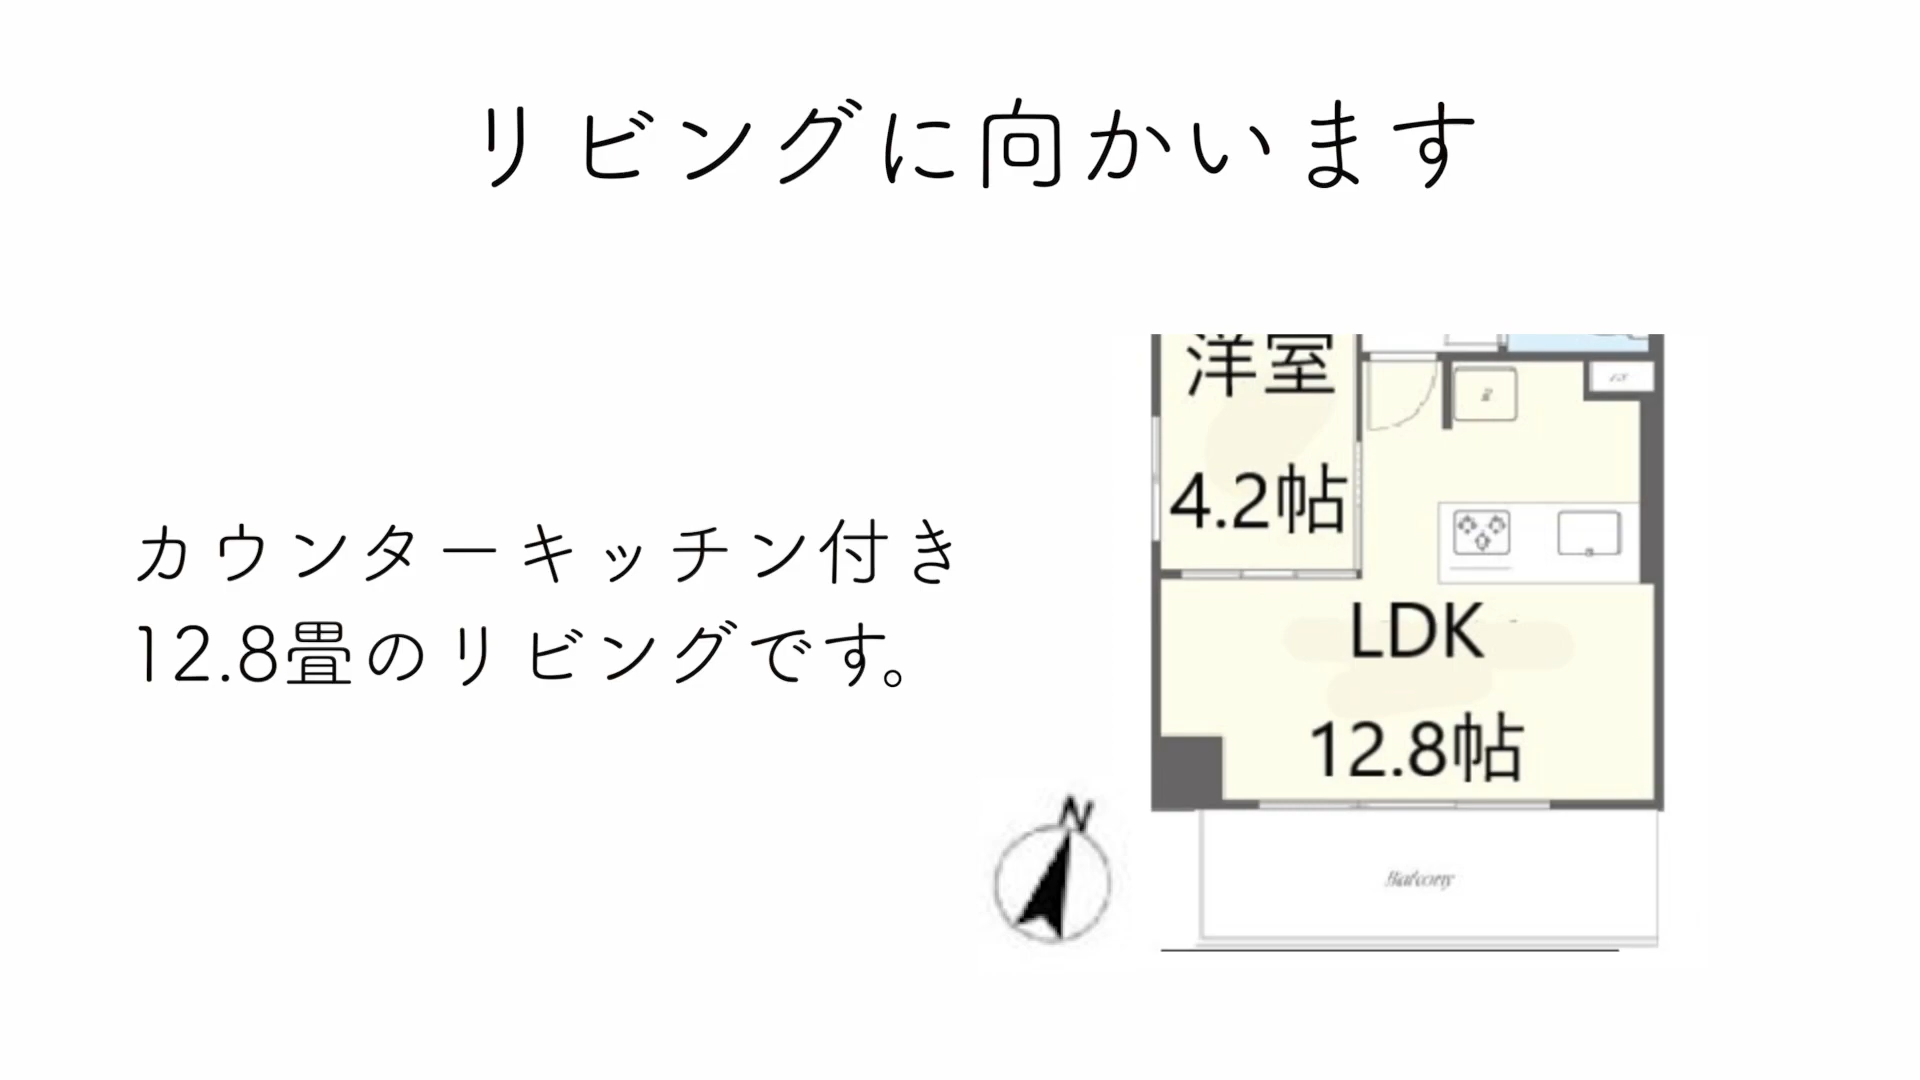 リビングに向かいます
カウンターキッチン付き
12.8畳のリビングです。
洋室
4.2帖
LDK
12.8帖
N
Balcony